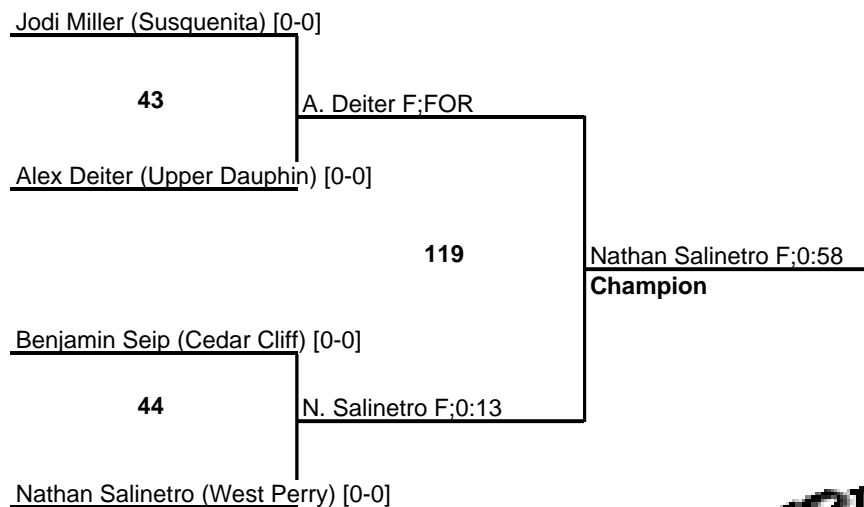 Jodi Miller (Susquenita) [0-0]
43
A. Deiter F;FOR
Alex Deiter (Upper Dauphin) [0-0]
119
Nathan Salinetro F;0:58
Champion
Benjamin Seip (Cedar Cliff) [0-0]
44
N. Salinetro F;0:13
Nathan Salinetro (West Perry) [0-0]